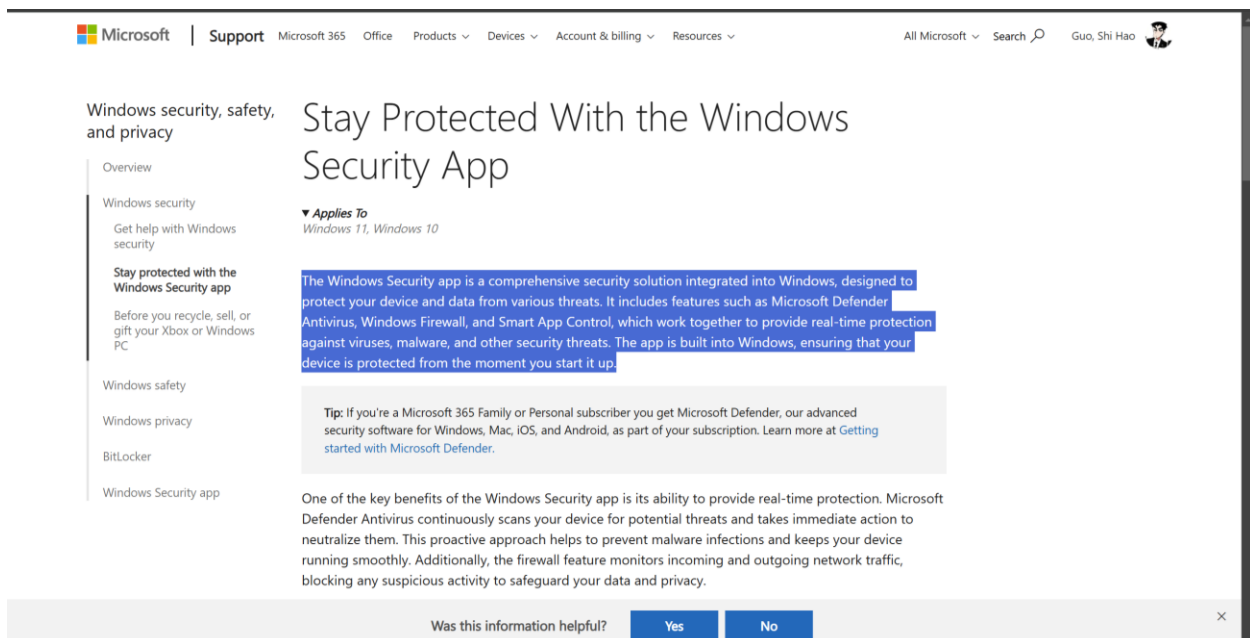 Microsoft | Support Microsoft 365 Office Products Devices Account & billing Resources All Microsoft Search Guo, Shi Hao
Windows security, safety,
and privacy
Overview
Windows security
Get help with Windows
security
Stay protected with the
Windows Security app
Before you recycle, sell, or
gift your Xbox or Windows
PC
Windows safety
Windows privacy
BitLocker
Windows Security app
Stay Protected With the Windows
Security App
Applies To
Windows 11, Windows 10
The Windows Security app is a comprehensive security solution integrated into Windows, designed to
protect your device and data from various threats. It includes features such as Microsoft Defender
Antivirus, Windows Firewall, and Smart App Control, which work together to provide real-time protection
against viruses, malware, and other security threats. The app is built into Windows, ensuring that your
device is protected from the moment you start it up.
Tip: If you're a Microsoft 365 Family or Personal subscriber you get Microsoft Defender, our advanced
security software for Windows, Mac, iOS, and Android, as part of your subscription. Learn more at Getting
started with Microsoft Defender.
One of the key benefits of the Windows Security app is its ability to provide real-time protection. Microsoft
Defender Antivirus continuously scans your device for potential threats and takes immediate action to
neutralize them. This proactive approach helps to prevent malware infections and keeps your device
running smoothly. Additionally, the firewall feature monitors incoming and outgoing network traffic,
blocking any suspicious activity to safeguard your data and privacy.
Was this information helpful? Yes No